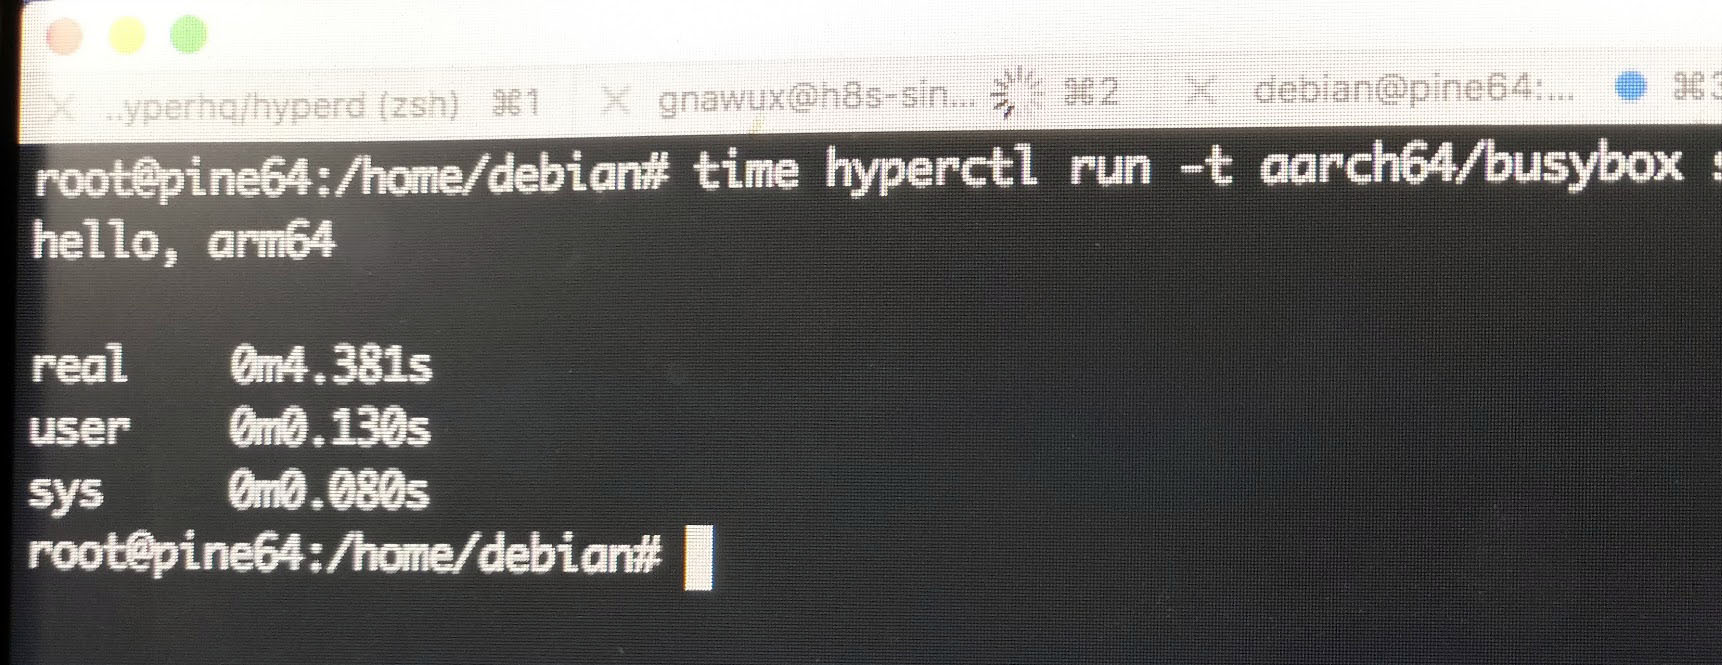 ..yperhq/hyperd (zsh) ⌘1 gnawux@h8s-sin... ⌘2 debian@pine64:... ⌘3
root@pine64:/home/debian# time hyperctl run -t aarch64/busybox s
hello, arm64
real 0m4.381s
user 0m0.130s
sys 0m0.080s
root@pine64:/home/debian#